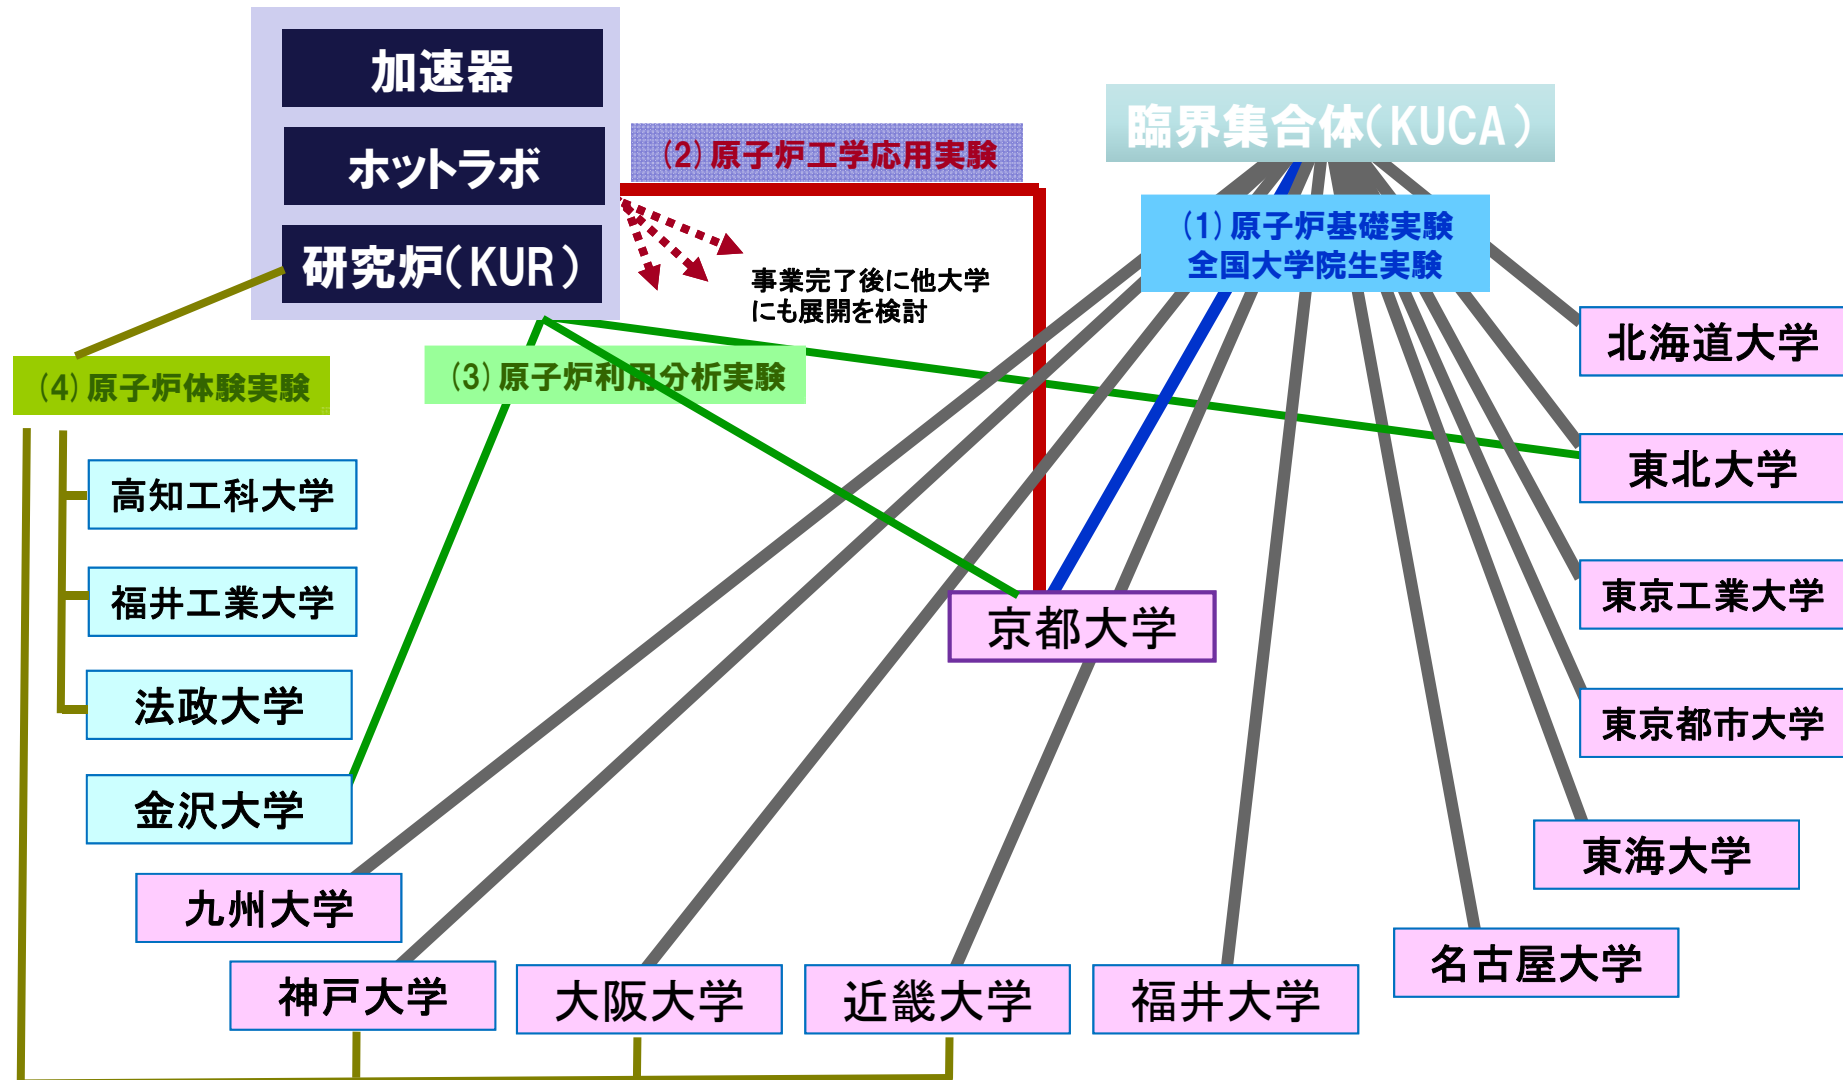 加速器
ホットラボ
研究炉(KUR)
臨界集合体(KUCA)
(2)原子炉工学応用実験
(1)原子炉基礎実験
全国大学院生実験
事業完了後に他大学
にも展開を検討
(3)原子炉利用分析実験
(4)原子炉体験実験
北海道大学
東北大学
東京工業大学
東京都市大学
東海大学
名古屋大学
福井大学
近畿大学
大阪大学
神戸大学
九州大学
京都大学
高知工科大学
福井工業大学
法政大学
金沢大学